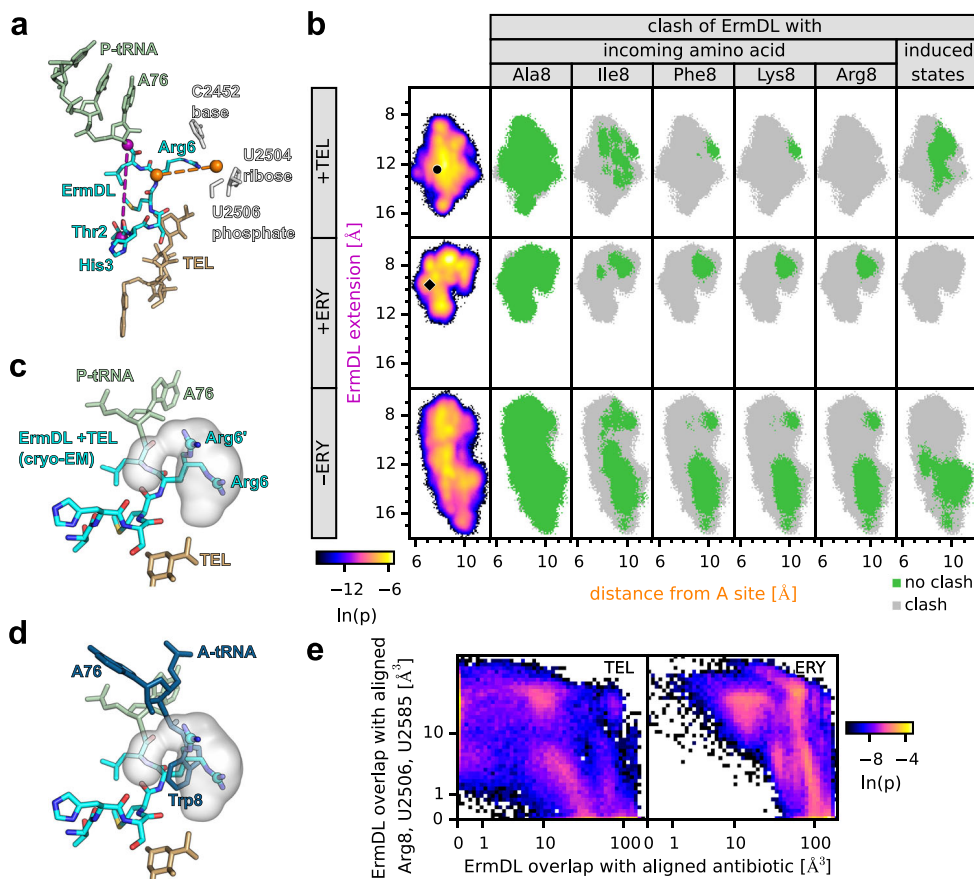 a
P-tRNA
A76
C2452
base
Arg6
U2504
ribose
ErmDL
U2506
phosphate
Thr2
His3
TEL
b
clash of ErmDL with
incoming amino acid
induced
states
Ala8
Ile8
Phe8
Lys8
Arg8
+TEL
+ERY
−ERY
ErmDL extension [Å]
8
12
16
8
12
16
8
12
16
6
10
6
10
6
10
6
10
6
10
6
10
6
10
distance from A site [Å]
−12
−6
ln(p)
no clash
clash
c
P-tRNA
A76
ErmDL +TEL
(cryo-EM)
Arg6'
Arg6
TEL
d
A76
A-tRNA
Trp8
e
TEL
ERY
ErmDL overlap with aligned
Arg8, U2506, U2585 [Å³]
10
1
0
0
1
10
100
0
1
10
100
ErmDL overlap with aligned antibiotic [Å³]
−8
−4
ln(p)